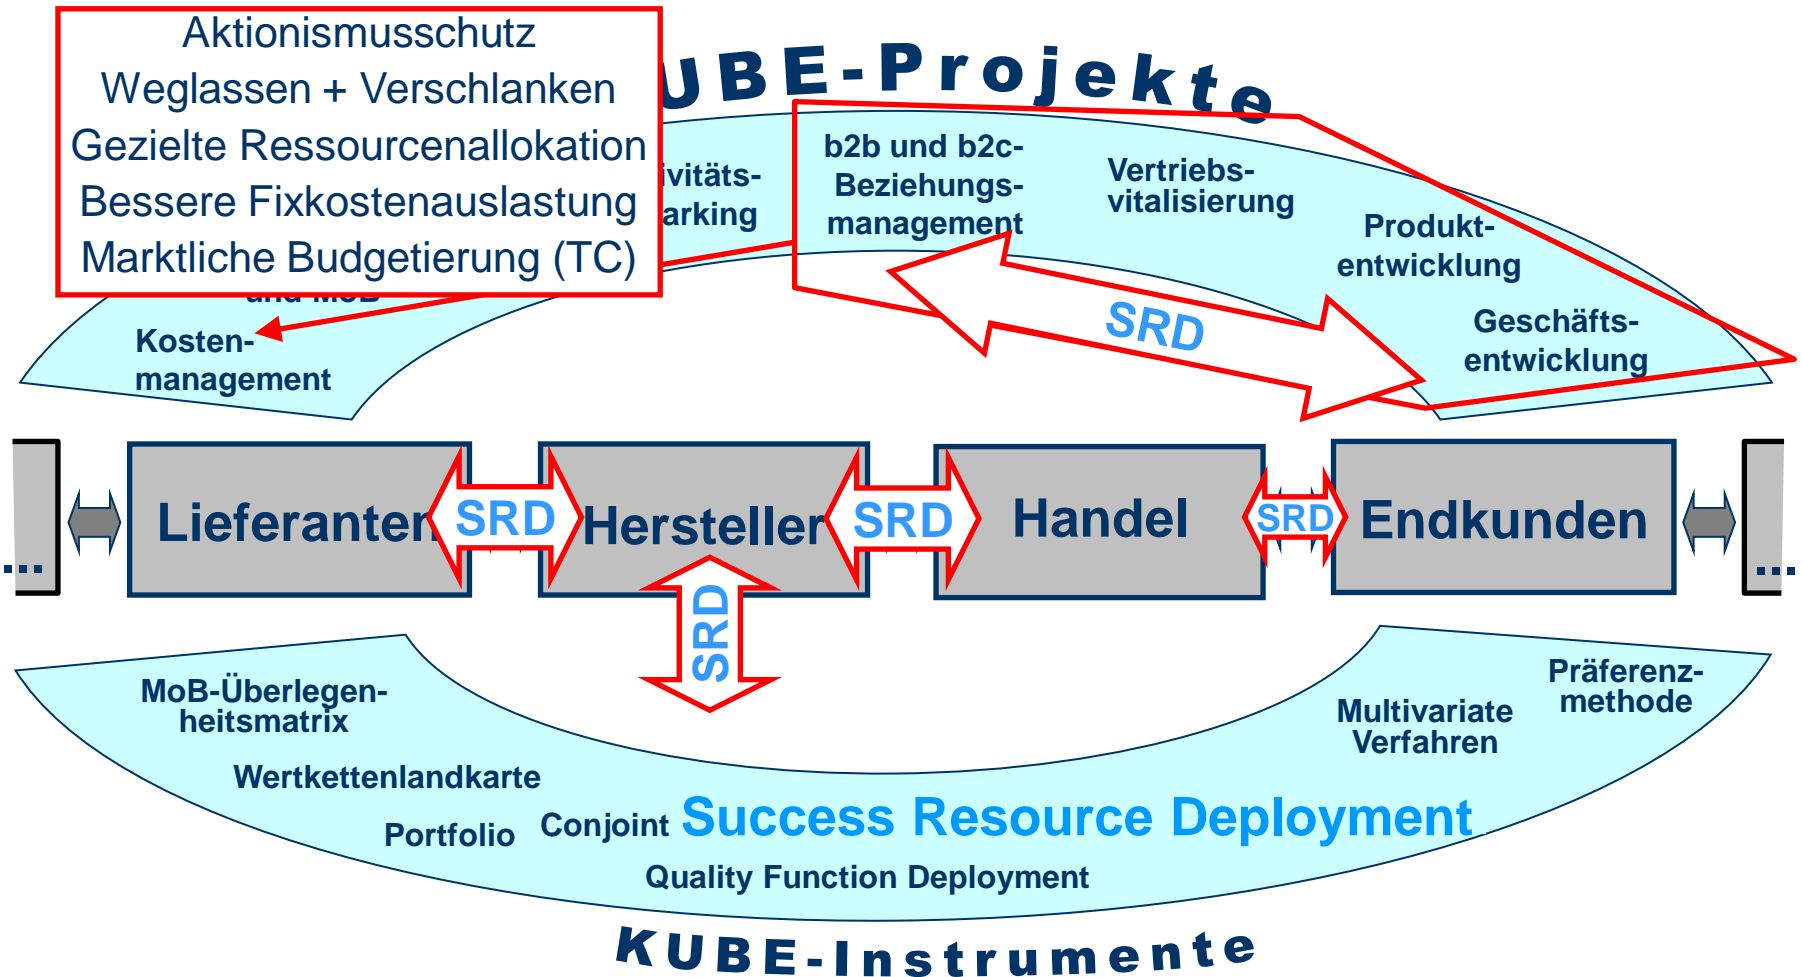 Aktionismusschutz
Weglassen + Verschlanken
Gezielte Ressourcenallokation
Bessere Fixkostenauslastung
Marktliche Budgetierung (TC)
UBE-Projekte
ivitäts-
arking
b2b und b2c-
Beziehungs-
management
Vertriebs-
vitalisierung
Produkt-
entwicklung
Geschäfts-
entwicklung
und MoB
Kosten-
management
SRD
...
Lieferanten
SRD
Hersteller
SRD
Handel
SRD
Endkunden
...
SRD
MoB-Überlegen-
heitsmatrix
Wertkettenlandkarte
Portfolio
Conjoint
Success Resource Deployment
Quality Function Deployment
Multivariate
Verfahren
Präferenz-
methode
KUBE-Instrumente